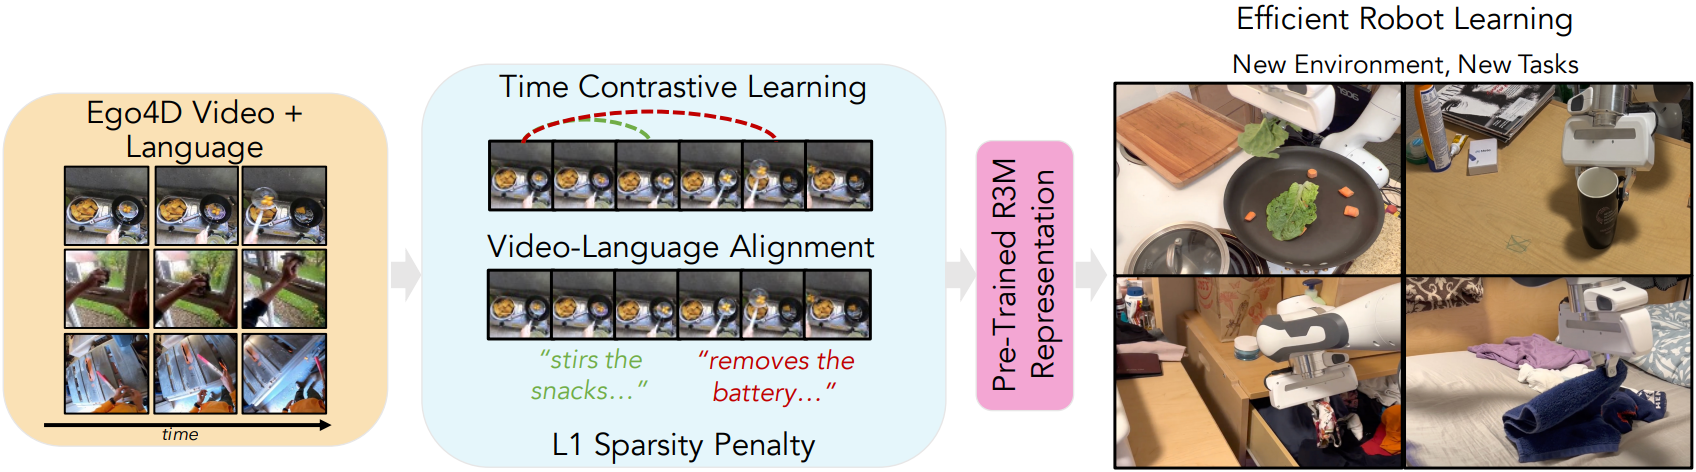 Ego4D Video +
Language
time
Time Contrastive Learning
Video-Language Alignment
“stirs the
snacks...”
“removes the
battery...”
L1 Sparsity Penalty
Pre-Trained R3M
Representation
Efficient Robot Learning
New Environment, New Tasks